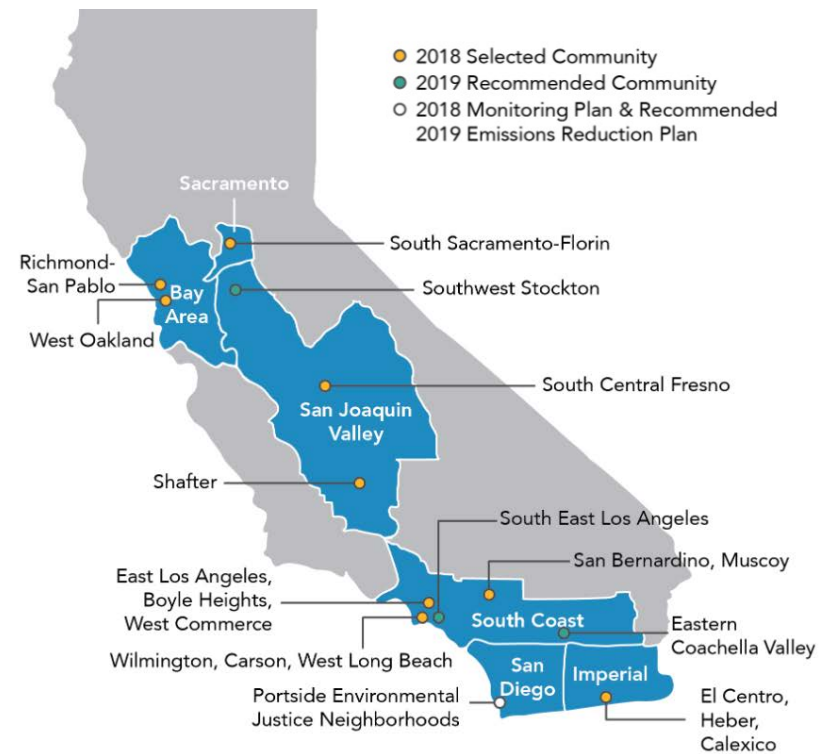 2018 Selected Community
2019 Recommended Community
2018 Monitoring Plan & Recommended
2019 Emissions Reduction Plan
Sacramento
South Sacramento-Florin
Richmond-
San Pablo
Bay
Area
Southwest Stockton
West Oakland
South Central Fresno
San Joaquin
Valley
Shafter
South East Los Angeles
San Bernardino, Muscoy
East Los Angeles,
Boyle Heights,
West Commerce
South Coast
Eastern
Coachella Valley
Wilmington, Carson, West Long Beach
San
Diego
Imperial
Portside Environmental
Justice Neighborhoods
El Centro,
Heber,
Calexico